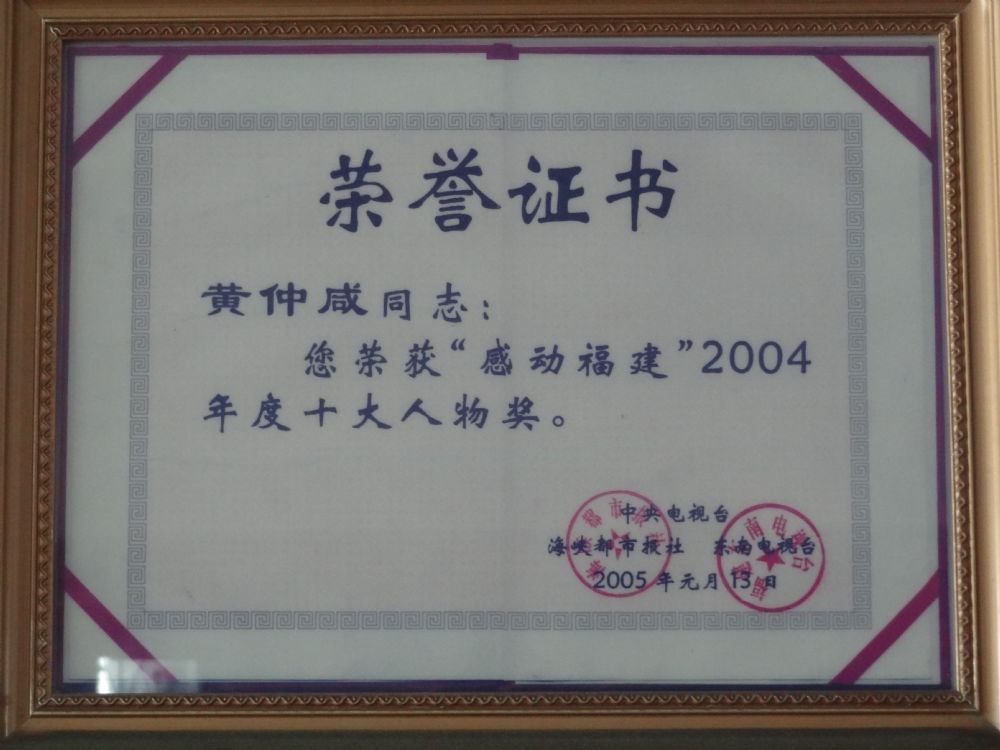 荣誉证书
黄仲咸同志：
您荣获“感动福建”2004
年度十大人物奖。
中央电视台
海峡都市报社 东南电视台
2005年元月13日